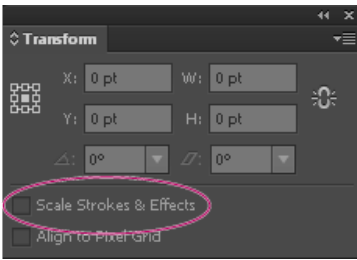 Transform
X: 0 pt W: 0 pt
Y: 0 pt H: 0 pt
0° 0°
Scale Strokes & Effects
Align to Pixel Grid